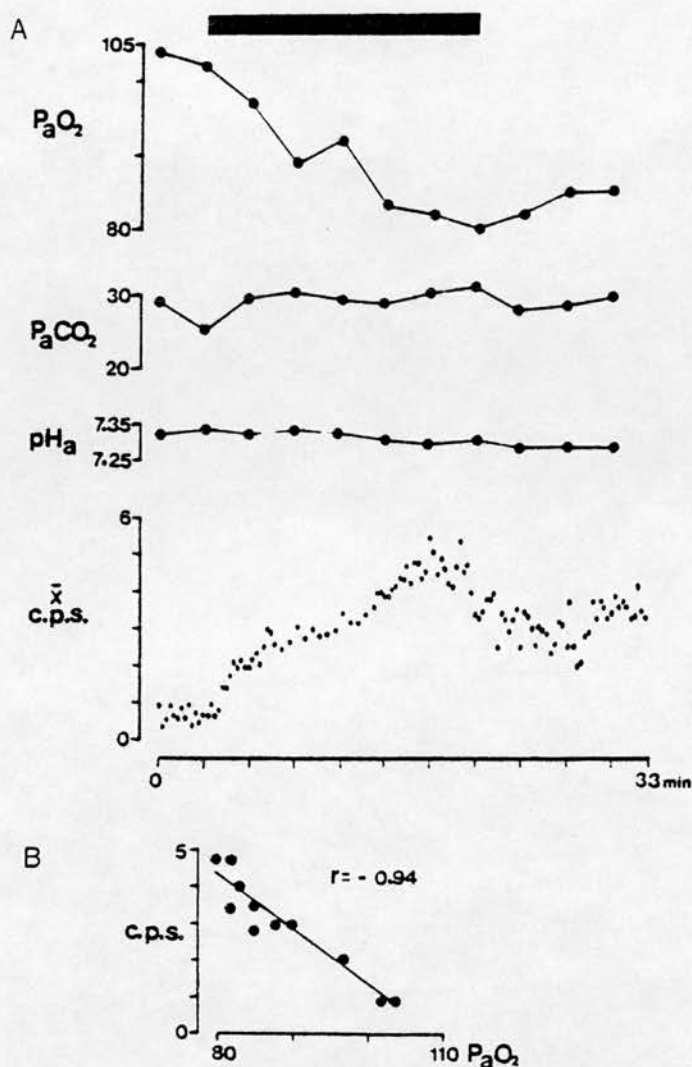 A
105
PaO2
80
30
PaCO2
20
7.35
pHa
7.25
6
x̄
c.p.s.
0
0 33 min
B
5
r = - 0.94
c.p.s.
0
80 110 PaO2